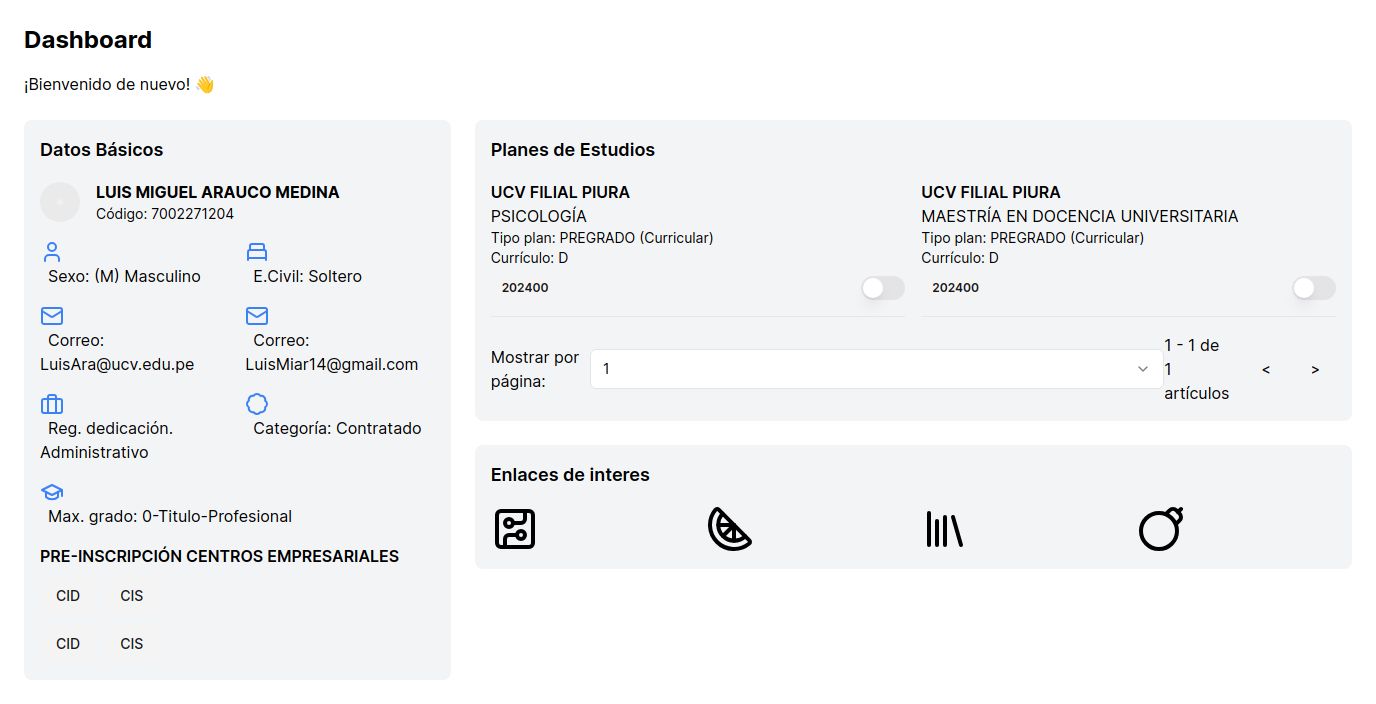 Dashboard
¡Bienvenido de nuevo! 👋
Datos Básicos
LUIS MIGUEL ARAUCO MEDINA
Código: 7002271204
Sexo: (M) Masculino
E.Civil: Soltero
Correo:
LuisAra@ucv.edu.pe
Correo:
LuisMiar14@gmail.com
Reg. dedicación.
Administrativo
Categoría: Contratado
Max. grado: 0-Titulo-Profesional
PRE-INSCRIPCIÓN CENTROS EMPRESARIALES
CID CIS
CID CIS
Planes de Estudios
UCV FILIAL PIURA
PSICOLOGÍA
Tipo plan: PREGRADO (Curricular)
Currículo: D
202400
UCV FILIAL PIURA
MAESTRÍA EN DOCENCIA UNIVERSITARIA
Tipo plan: PREGRADO (Curricular)
Currículo: D
202400
Mostrar por
página:
1
1 - 1 de
1
artículos
< >
Enlaces de interes